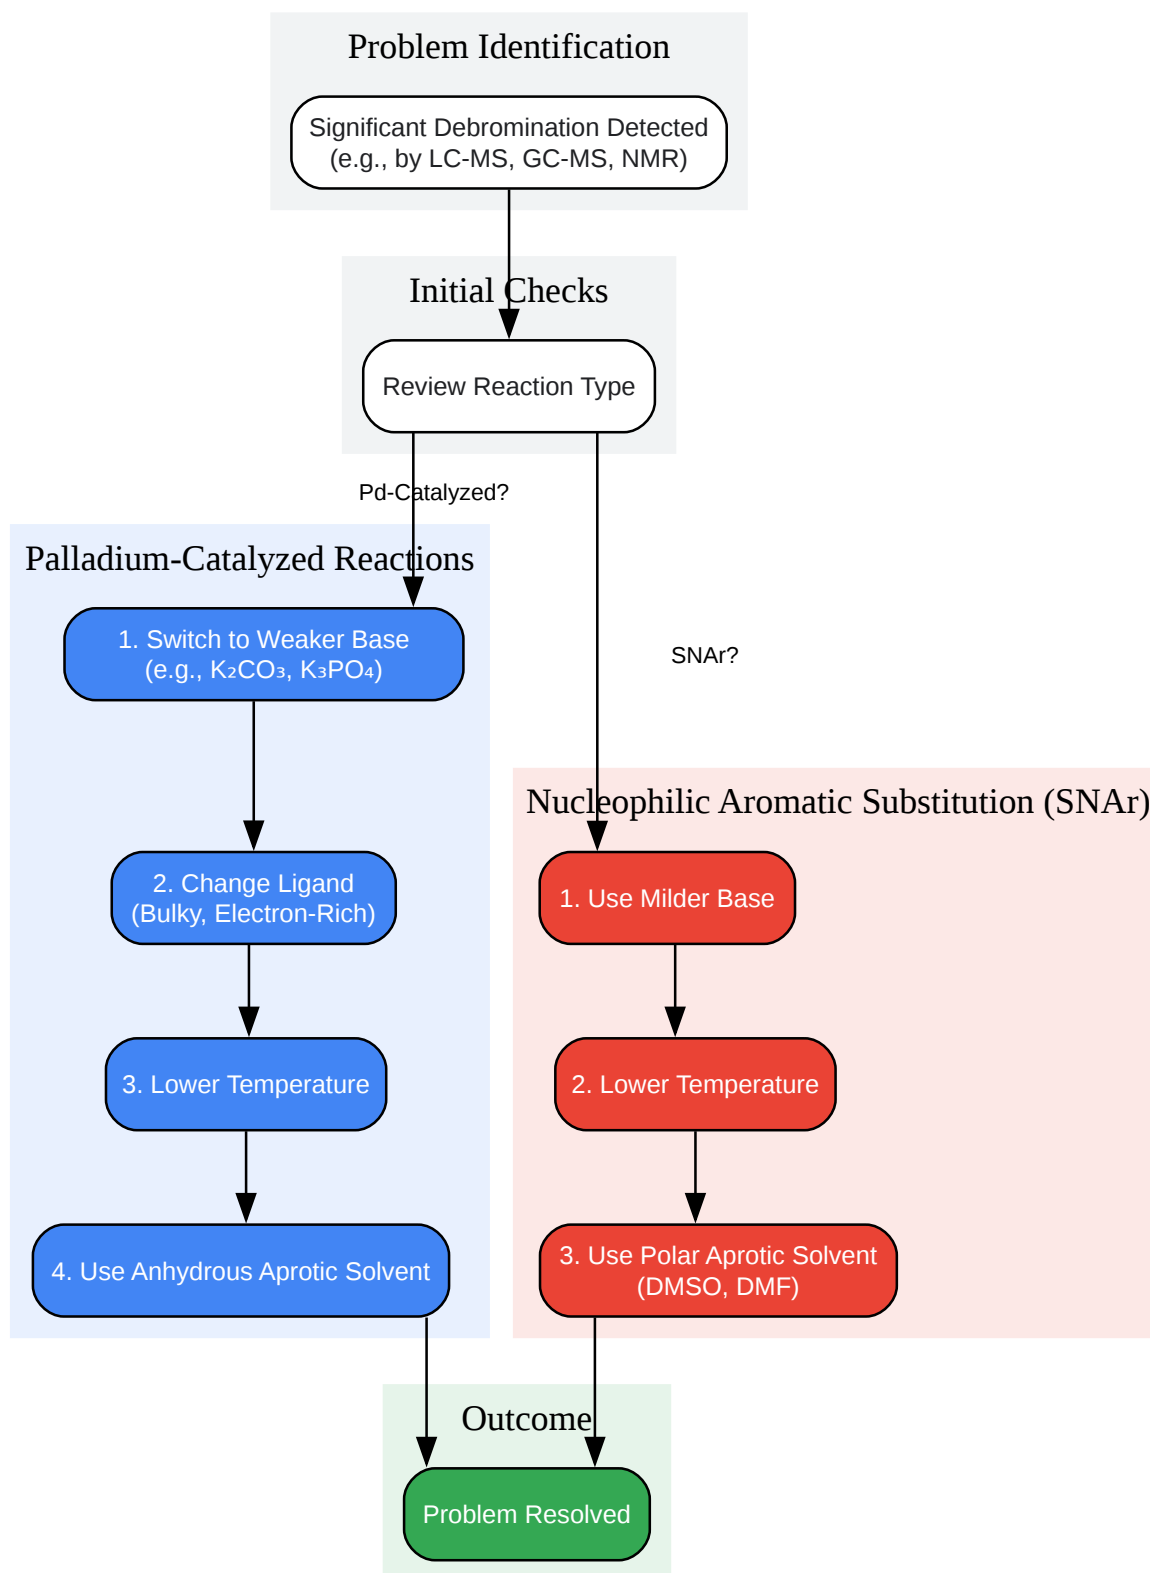 Problem Identification
Significant Debromination Detected
(e.g., by LC-MS, GC-MS, NMR)
Initial Checks
Review Reaction Type
Pd-Catalyzed?
Palladium-Catalyzed Reactions
1. Switch to Weaker Base
(e.g., K₂CO₃, K₃PO₄)
2. Change Ligand
(Bulky, Electron-Rich)
3. Lower Temperature
4. Use Anhydrous Aprotic Solvent
SNAr?
Nucleophilic Aromatic Substitution (SNAr)
1. Use Milder Base
2. Lower Temperature
3. Use Polar Aprotic Solvent
(DMSO, DMF)
Outcome
Problem Resolved